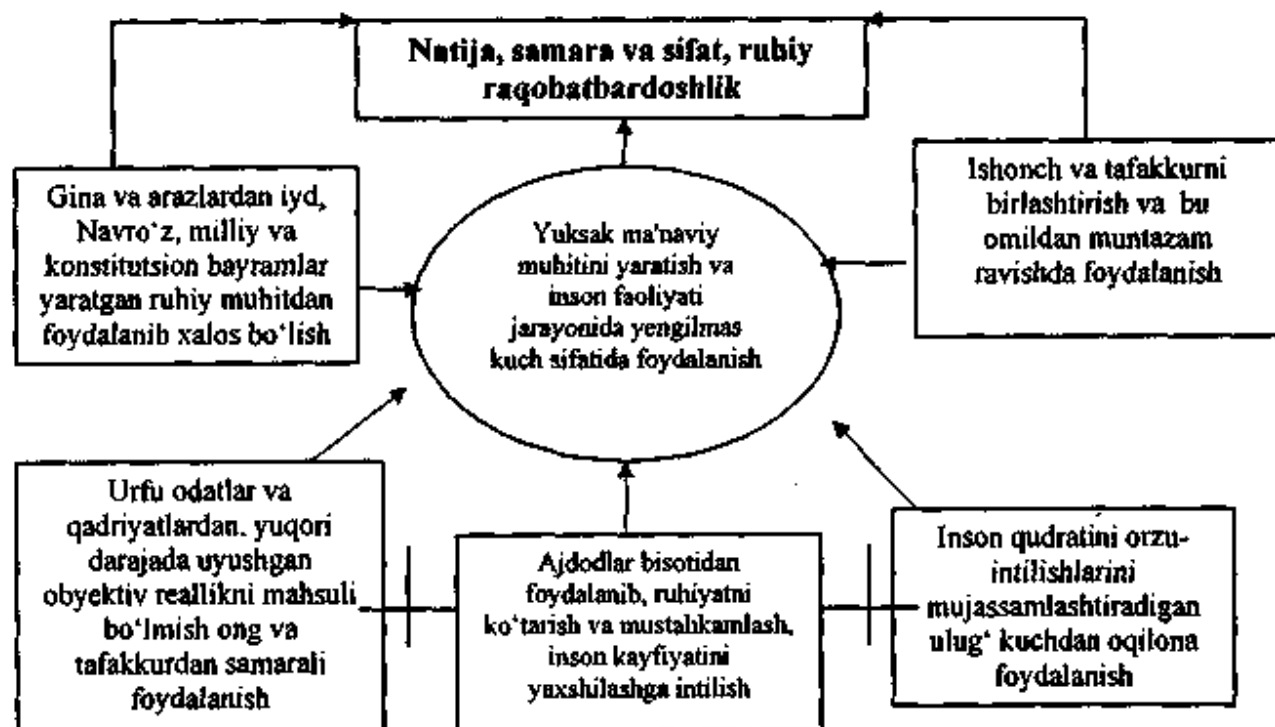 Natija, samara va sifat, ruhiy
raqobatbardoshlik
Gina va arazlardan iyd,
Navro‘z, milliy va
konstitutsion bayramlar
yaratgan ruhiy muhitdan
foydalanib xalos bo‘lish
Yuksak ma'naviy
muhitini yaratish va
inson faoliyati
jarayonida yengilmas
kuch sifatida foydalanish
Ishonch va tafakkurni
birlashtirish va bu
omildan muntazam
ravishda foydalanish
Urfu odatlar va
qadriyatlardan. yuqori
darajada uyushgan
obyektiv reallikni mahsuli
bo‘lmish ong va
tafakkurdan samarali
foydalanish
Ajdodlar bisotidan
foydalanib, ruhiyatni
ko‘tarish va mustahkamlash,
inson kayfiyatini
yaxshilashga intilish
Inson qudratini orzu-
intilishlarini
mujassamlashtiradigan
ulug‘ kuchdan oqilona
foydalanish